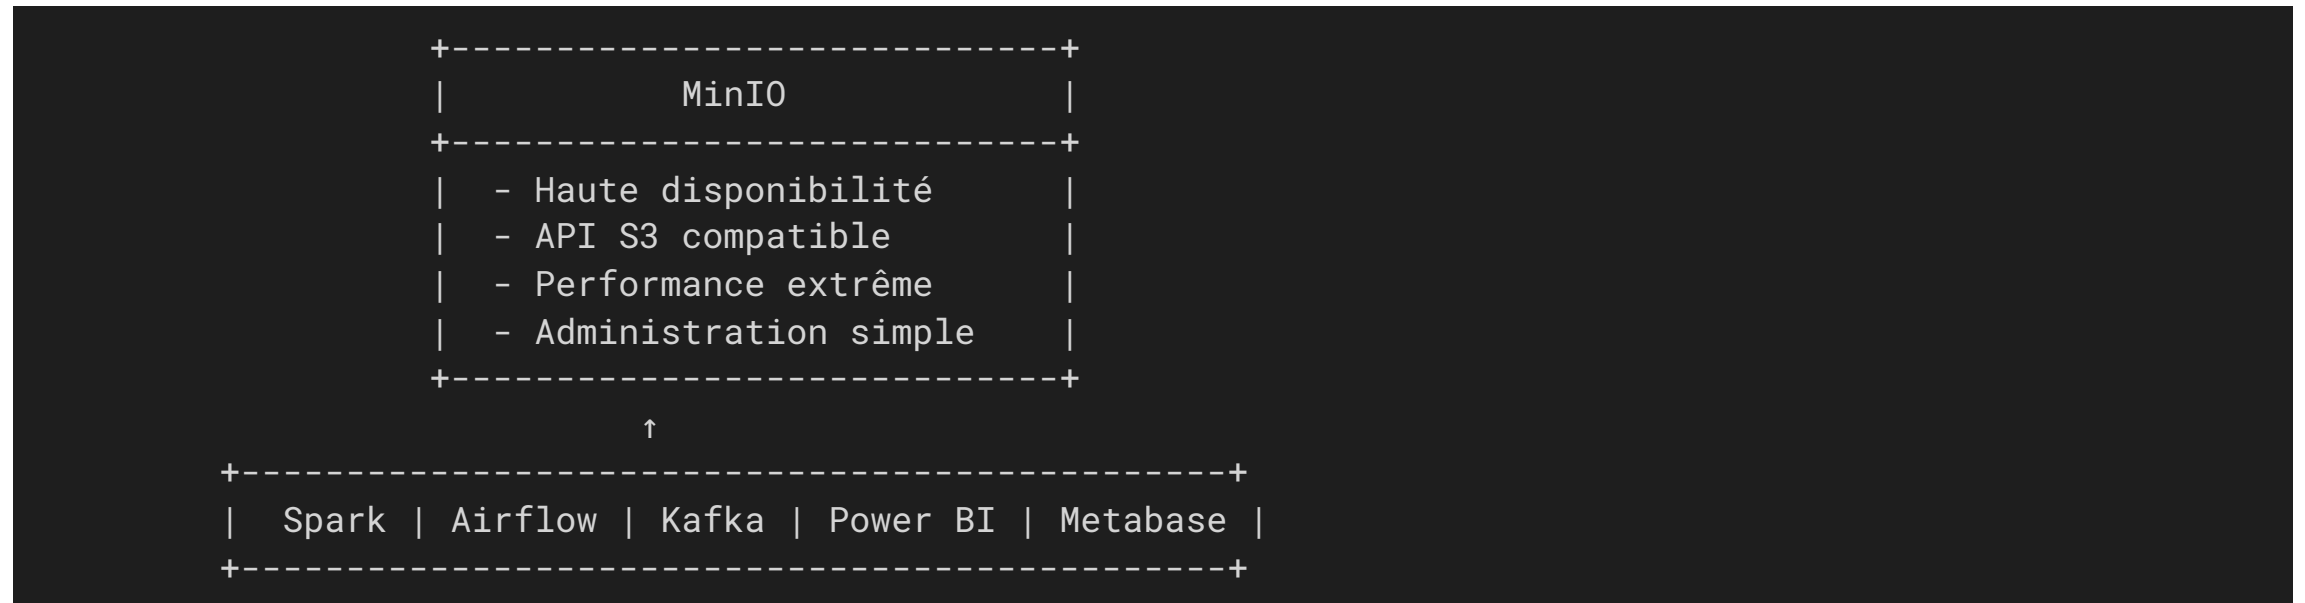 +-----------------------------+
|           MinIO             |
+-----------------------------+
|  - Haute disponibilité      |
|  - API S3 compatible        |
|  - Performance extrême      |
|  - Administration simple    |
+-----------------------------+
↑
+-----------------------------------------------+
|  Spark | Airflow | Kafka | Power BI | Metabase |
+-----------------------------------------------+